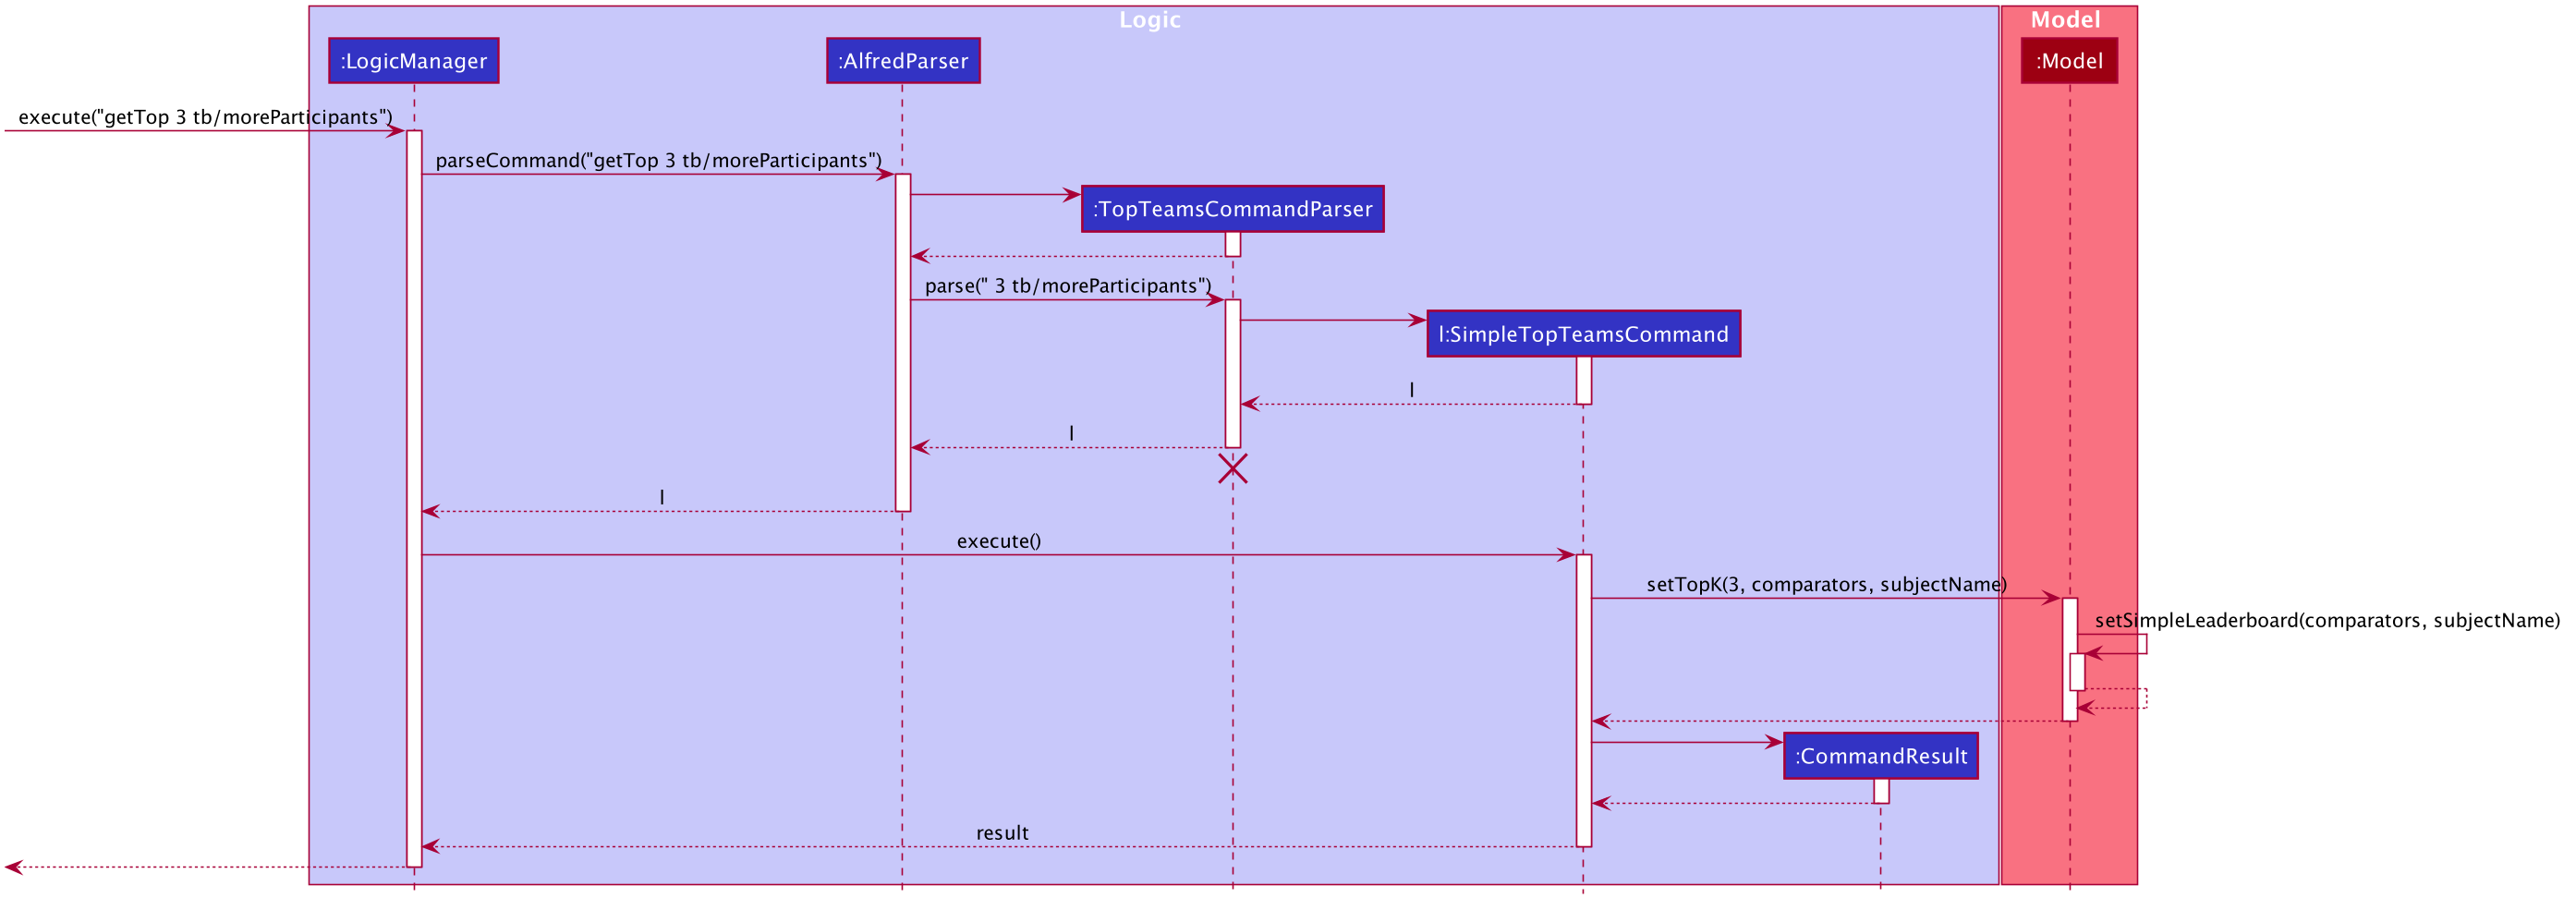 Logic
Model
:LogicManager
:AlfredParser
:Model
execute("getTop 3 tb/moreParticipants")
parseCommand("getTop 3 tb/moreParticipants")
:TopTeamsCommandParser
parse(" 3 tb/moreParticipants")
l:SimpleTopTeamsCommand
l
l
l
execute()
setTopK(3, comparators, subjectName)
setSimpleLeaderboard(comparators, subjectName)
:CommandResult
result